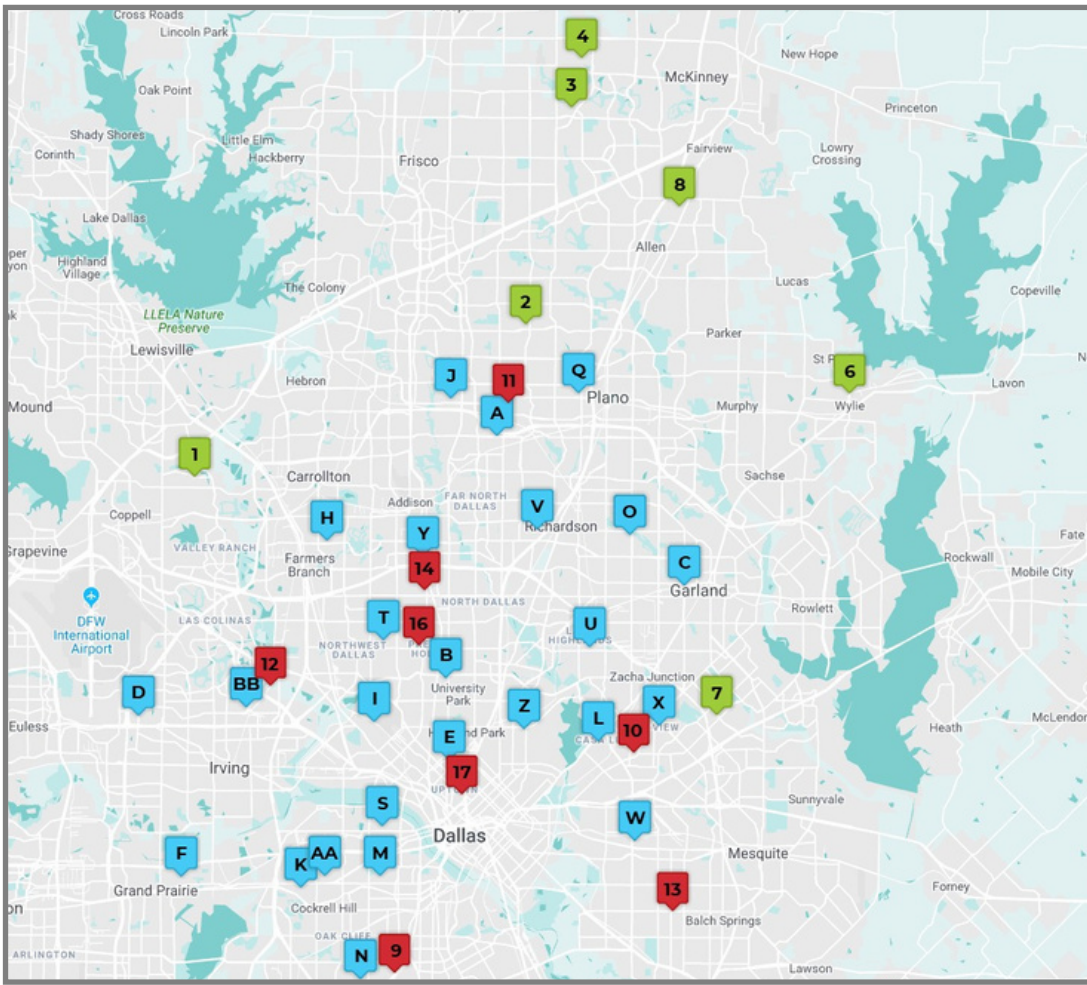 Cross Roads
Lincoln Park
4
New Hope
3
McKinney
Oak Point
Princeton
Shady Shores
Little Elm
Hackberry
Corinth
Frisco
Fairview
Lowry
Crossing
8
Lake Dallas
Allen
Highland
Village
The Colony
Lucas
Copeville
2
LLELA Nature
Preserve
Parker
Lewisville
St P
6
J
11
Q
Hebron
Plano
Lavon
N
Mound
A
Murphy
Wylie
1
Carrollton
Sachse
Addison
FAR NORTH
DALLAS
V
O
H
Coppell
Richardson
Y
Fate
Grapevine
VALLEY RANCH
Farmers
Branch
14
C
Garland
Rockwall
Mobile City
DFW
International
Airport
LAS COLINAS
NORTH DALLAS
Rowlett
T
16
U
NORTHWEST
DALLAS
B
12
BB
D
University
Park
Zacha Junction
7
I
Z
X
L
10
VIEW
Euless
E
Park
McLendon
Heath
Irving
17
S
Sunnyvale
W
Dallas
F
K
AA
M
Mesquite
13
Grand Prairie
Forney
on
Cockrell Hill
Balch Springs
OAK CLIFF
N
9
ARLINGTON
Lawson